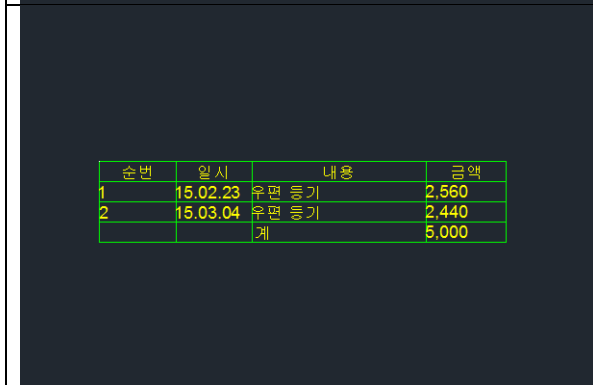 순번 일시 내용 금액
1 15.02.23 우편 등기 2,560
2 15.03.04 우편 등기 2,440
계 5,000